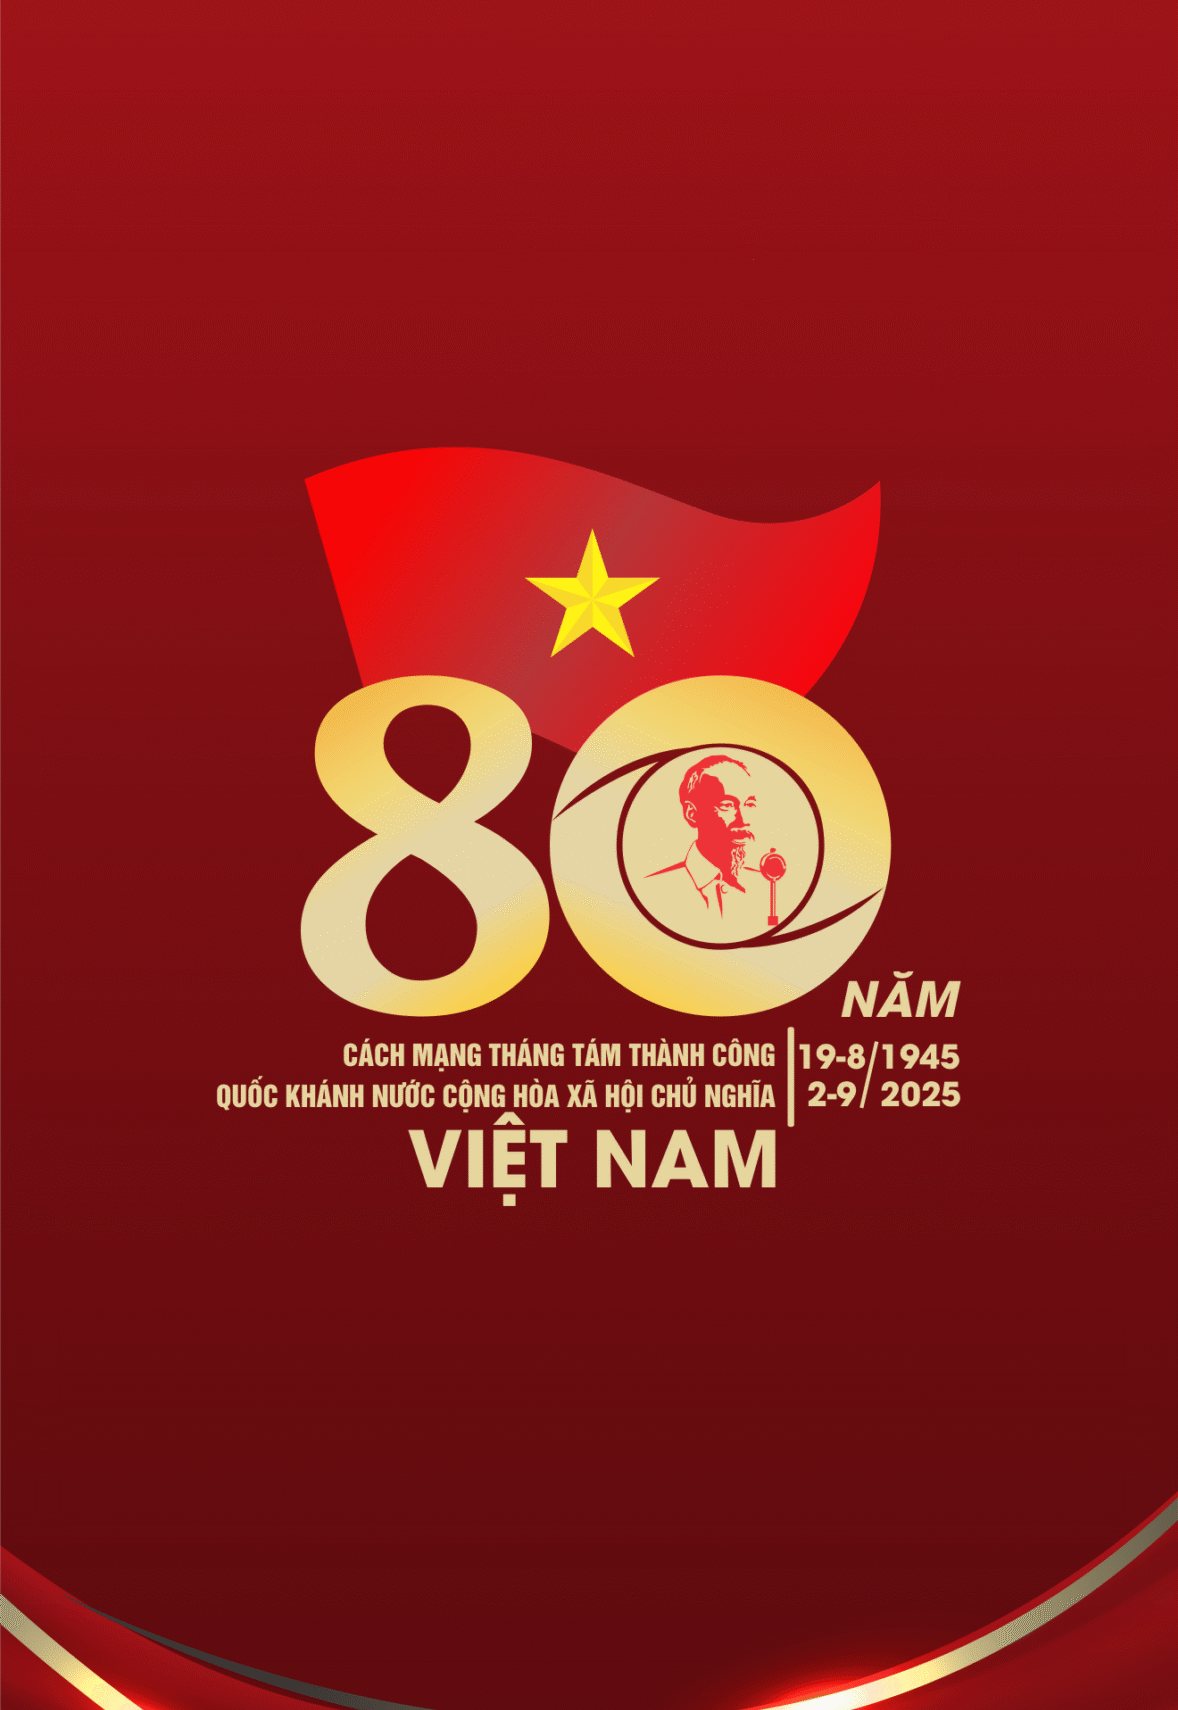 80
NĂM
CÁCH MẠNG THÁNG TÁM THÀNH CÔNG 19-8/1945
QUỐC KHÁNH NƯỚC CỘNG HÒA XÃ HỘI CHỦ NGHĨA 2-9/2025
VIỆT NAM